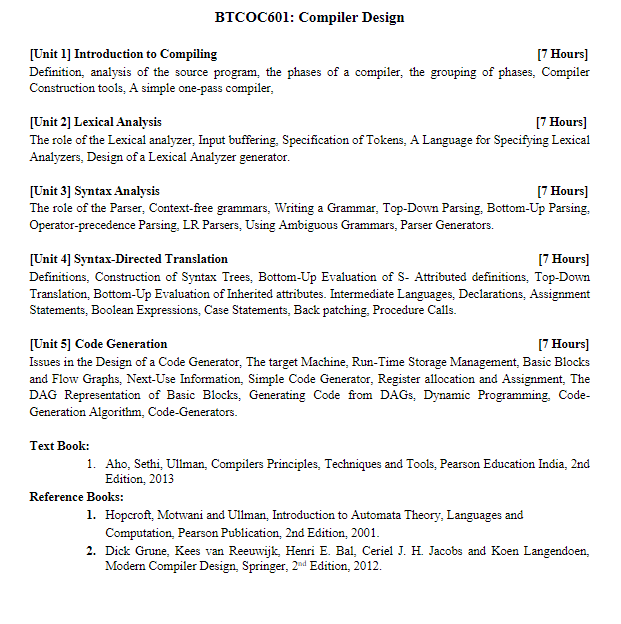 BTCOC601: Compiler Design
[Unit 1] Introduction to Compiling [7 Hours]
Definition, analysis of the source program, the phases of a compiler, the grouping of phases, Compiler
Construction tools, A simple one-pass compiler,
[Unit 2] Lexical Analysis [7 Hours]
The role of the Lexical analyzer, Input buffering, Specification of Tokens, A Language for Specifying Lexical
Analyzers, Design of a Lexical Analyzer generator.
[Unit 3] Syntax Analysis [7 Hours]
The role of the Parser, Context-free grammars, Writing a Grammar, Top-Down Parsing, Bottom-Up Parsing,
Operator-precedence Parsing, LR Parsers, Using Ambiguous Grammars, Parser Generators.
[Unit 4] Syntax-Directed Translation [7 Hours]
Definitions, Construction of Syntax Trees, Bottom-Up Evaluation of S- Attributed definitions, Top-Down
Translation, Bottom-Up Evaluation of Inherited attributes. Intermediate Languages, Declarations, Assignment
Statements, Boolean Expressions, Case Statements, Back patching, Procedure Calls.
[Unit 5] Code Generation [7 Hours]
Issues in the Design of a Code Generator, The target Machine, Run-Time Storage Management, Basic Blocks
and Flow Graphs, Next-Use Information, Simple Code Generator, Register allocation and Assignment, The
DAG Representation of Basic Blocks, Generating Code from DAGs, Dynamic Programming, Code-
Generation Algorithm, Code-Generators.
Text Book:
1. Aho, Sethi, Ullman, Compilers Principles, Techniques and Tools, Pearson Education India, 2nd
Edition, 2013
Reference Books:
1. Hopcroft, Motwani and Ullman, Introduction to Automata Theory, Languages and
Computation, Pearson Publication, 2nd Edition, 2001.
2. Dick Grune, Kees van Reeuwijk, Henri E. Bal, Ceriel J. H. Jacobs and Koen Langendoen,
Modern Compiler Design, Springer, 2nd Edition, 2012.